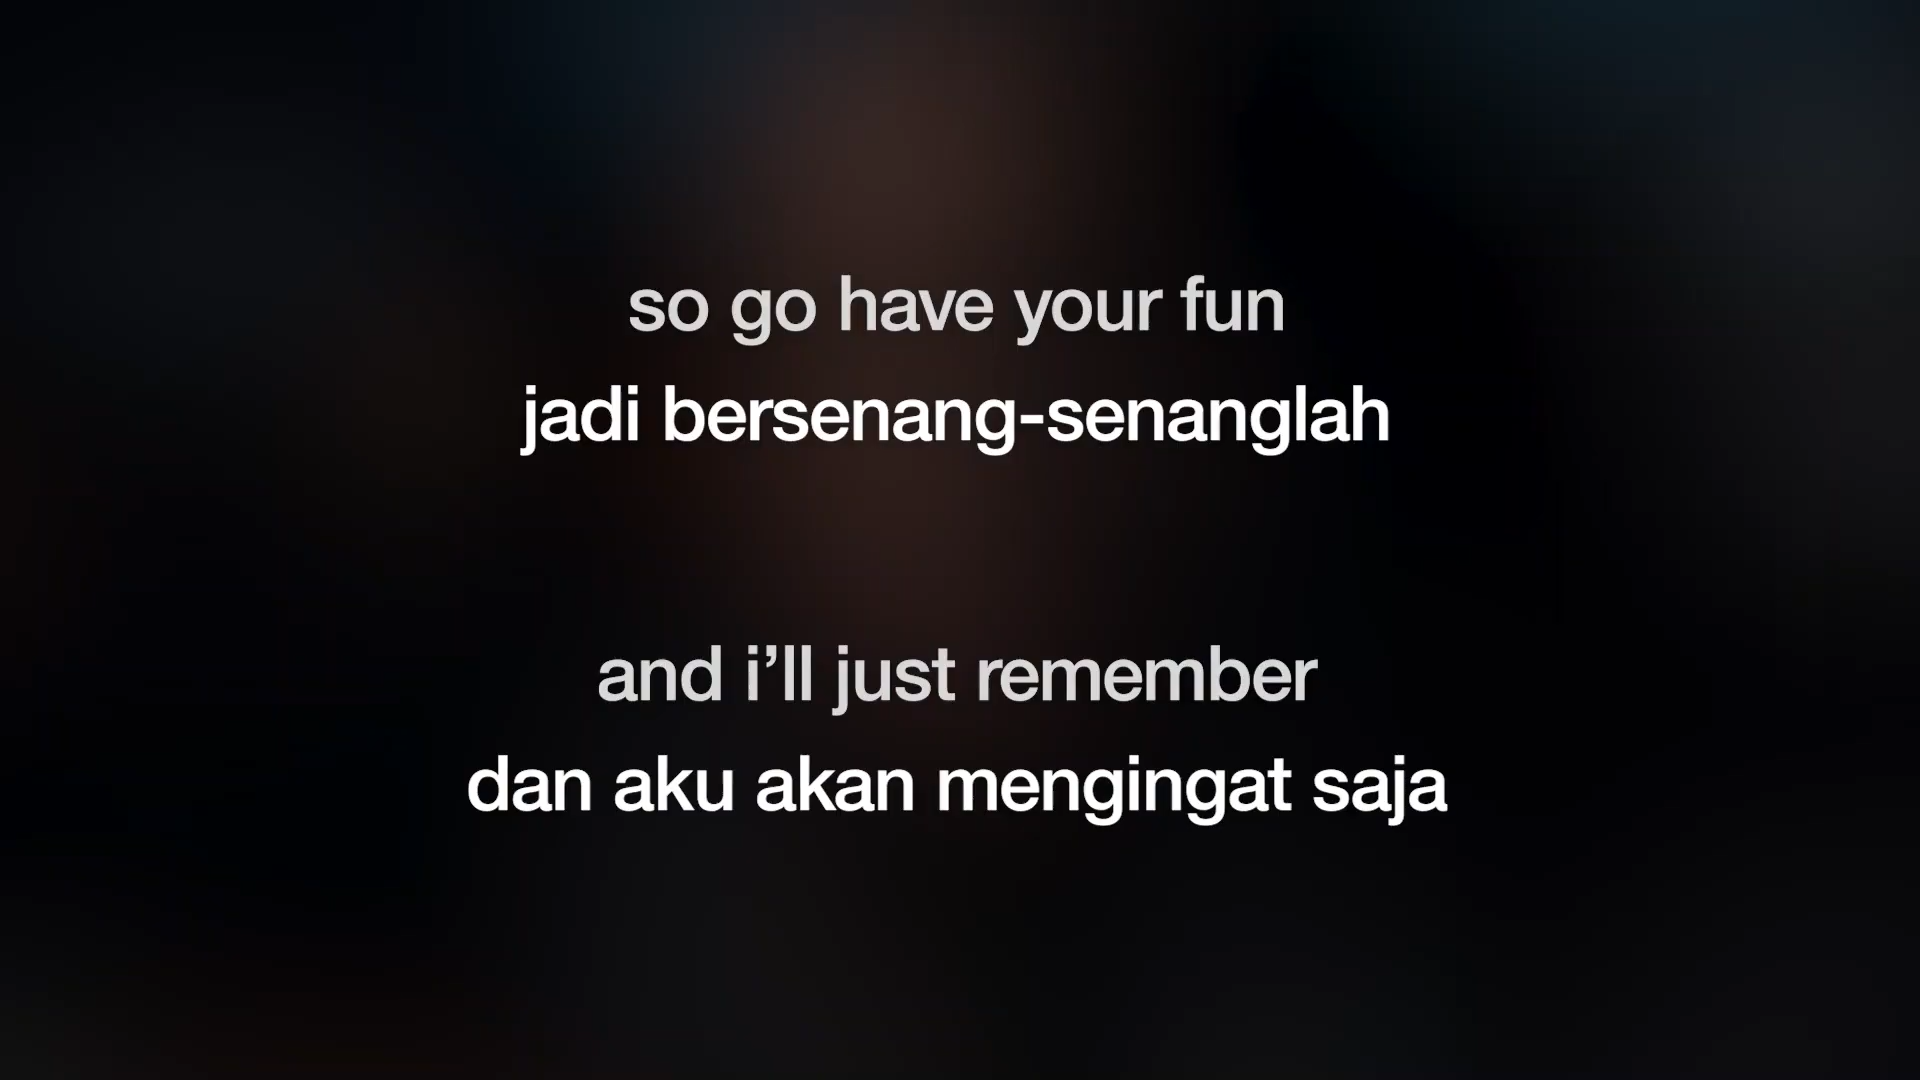 so go have your fun
jadi bersenang-senanglah
and i’ll just remember
dan aku akan mengingat saja